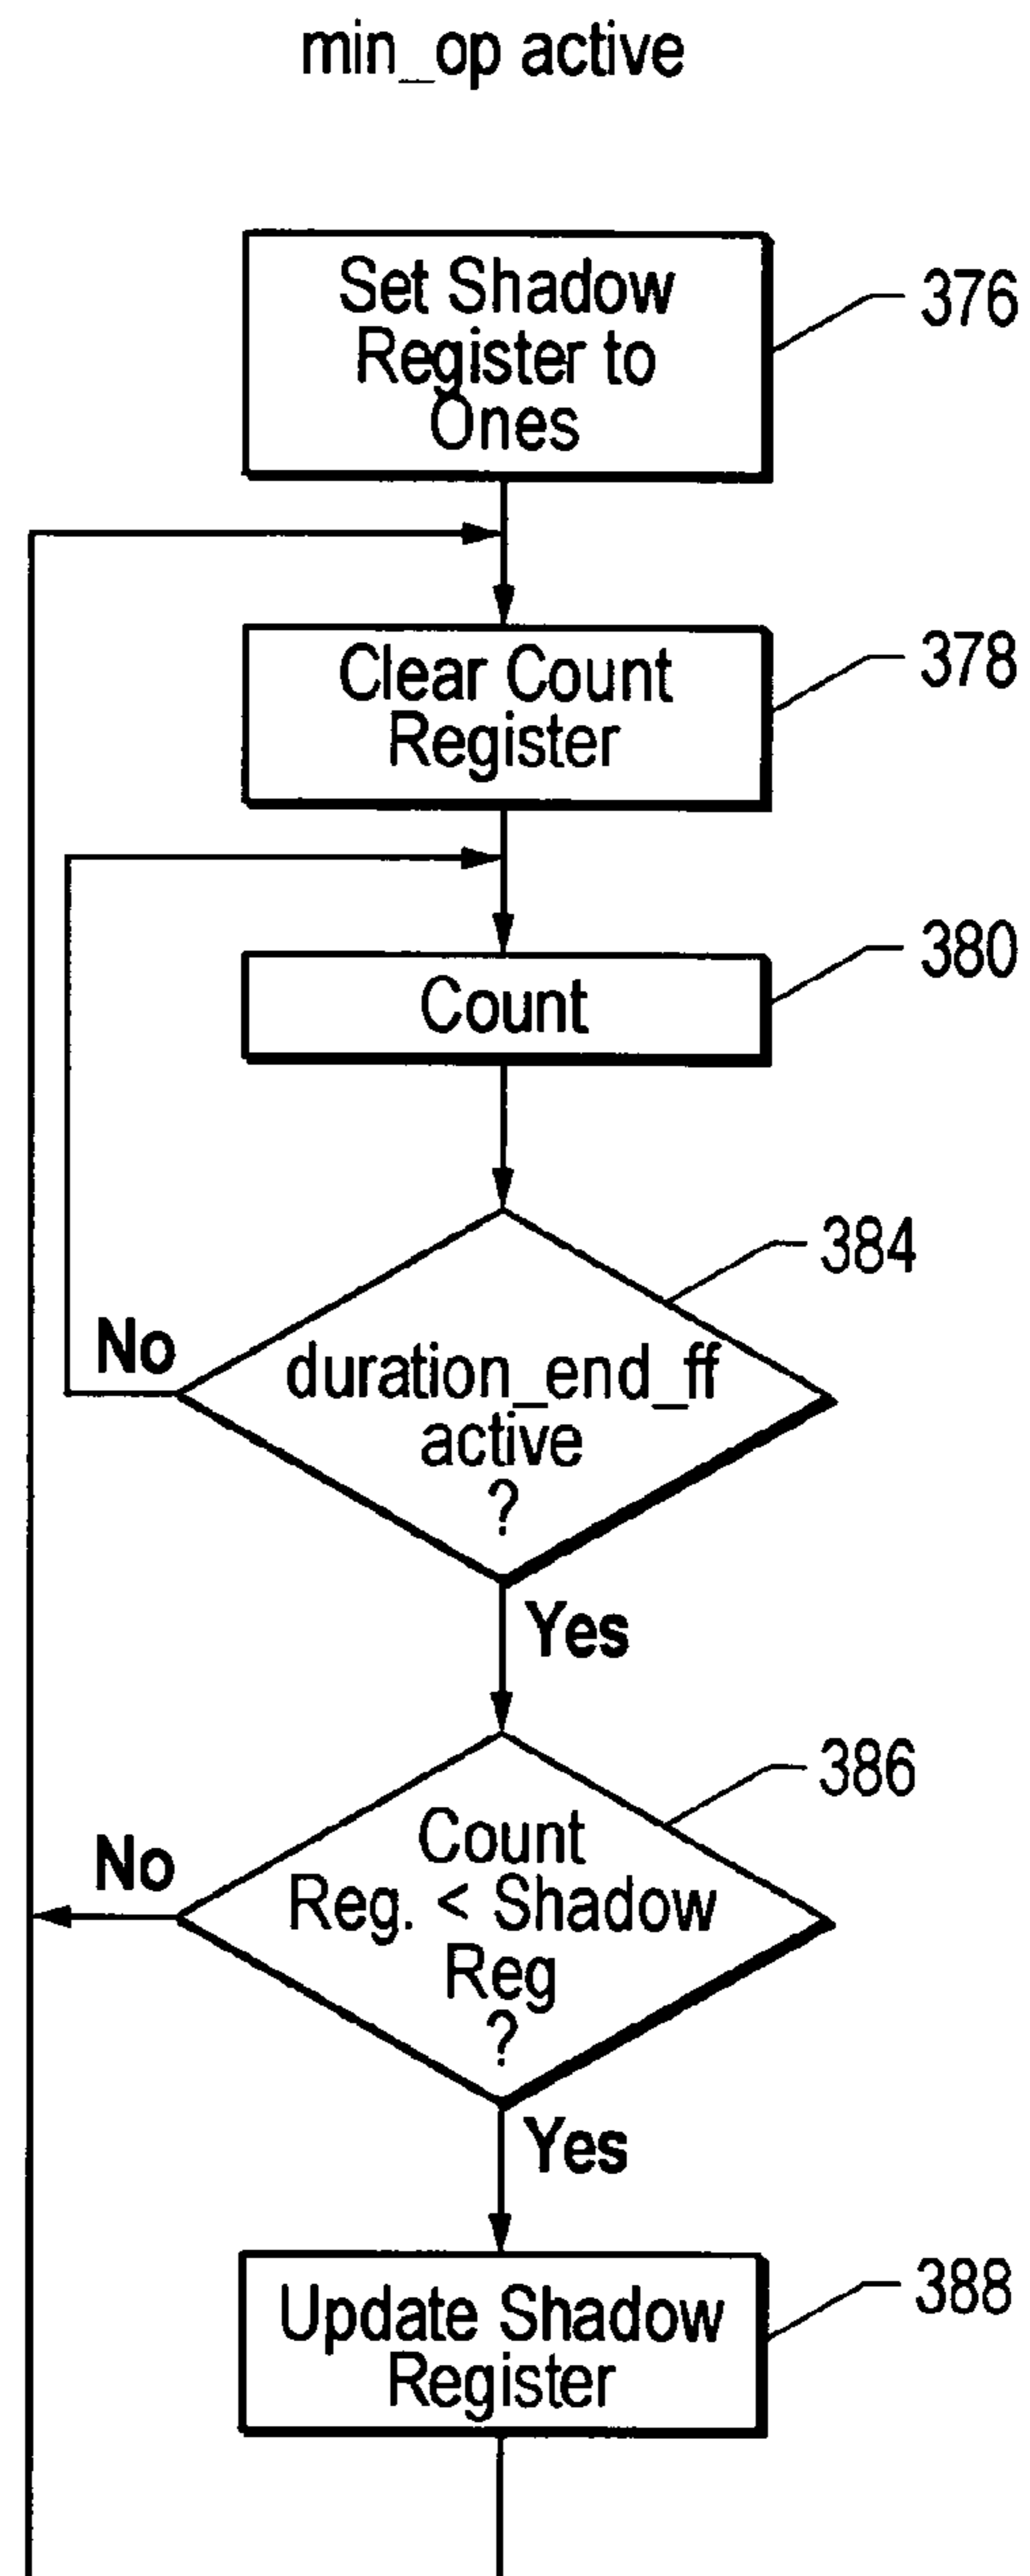 min_op active
Set Shadow
Register to
Ones
376
Clear Count
Register
378
Count
380
384
No
duration_end_ff
active
?
Yes
386
No
Count
Reg. < Shadow
Reg
?
Yes
Update Shadow
Register
388